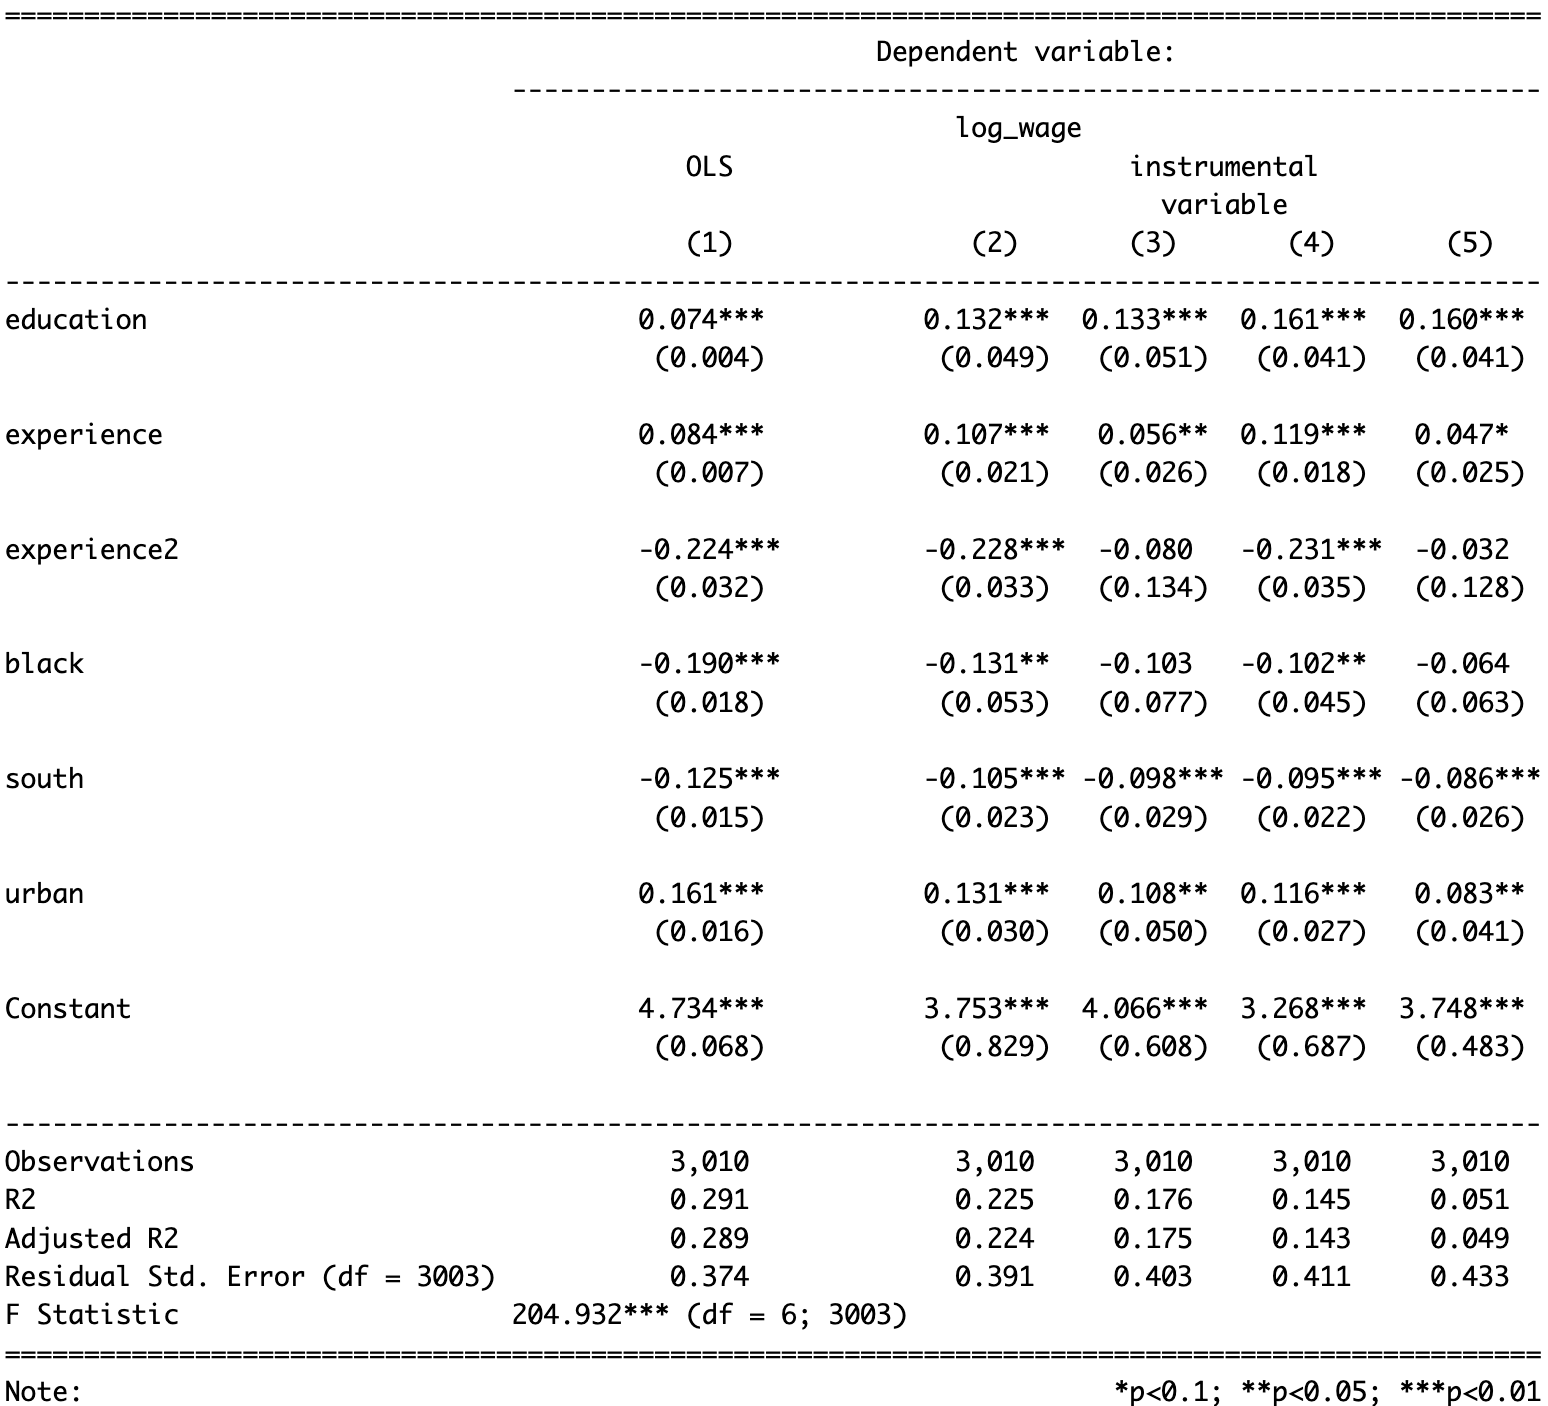 ==================================================================================================
Dependent variable:
------------------------------------------------------------------
log_wage
OLS instrumental
variable
(1) (2) (3) (4) (5)
--------------------------------------------------------------------------------------------------
education 0.074*** 0.132*** 0.133*** 0.161*** 0.160***
(0.004) (0.049) (0.051) (0.041) (0.041)
experience 0.084*** 0.107*** 0.056** 0.119*** 0.047*
(0.007) (0.021) (0.026) (0.018) (0.025)
experience2 -0.224*** -0.228*** -0.080 -0.231*** -0.032
(0.032) (0.033) (0.134) (0.035) (0.128)
black -0.190*** -0.131** -0.103 -0.102** -0.064
(0.018) (0.053) (0.077) (0.045) (0.063)
south -0.125*** -0.105*** -0.098*** -0.095*** -0.086***
(0.015) (0.023) (0.029) (0.022) (0.026)
urban 0.161*** 0.131*** 0.108** 0.116*** 0.083**
(0.016) (0.030) (0.050) (0.027) (0.041)
Constant 4.734*** 3.753*** 4.066*** 3.268*** 3.748***
(0.068) (0.829) (0.608) (0.687) (0.483)
--------------------------------------------------------------------------------------------------
Observations 3,010 3,010 3,010 3,010 3,010
R2 0.291 0.225 0.176 0.145 0.051
Adjusted R2 0.289 0.224 0.175 0.143 0.049
Residual Std. Error (df = 3003) 0.374 0.391 0.403 0.411 0.433
F Statistic 204.932*** (df = 6; 3003)
==================================================================================================
Note: *p<0.1; **p<0.05; ***p<0.01